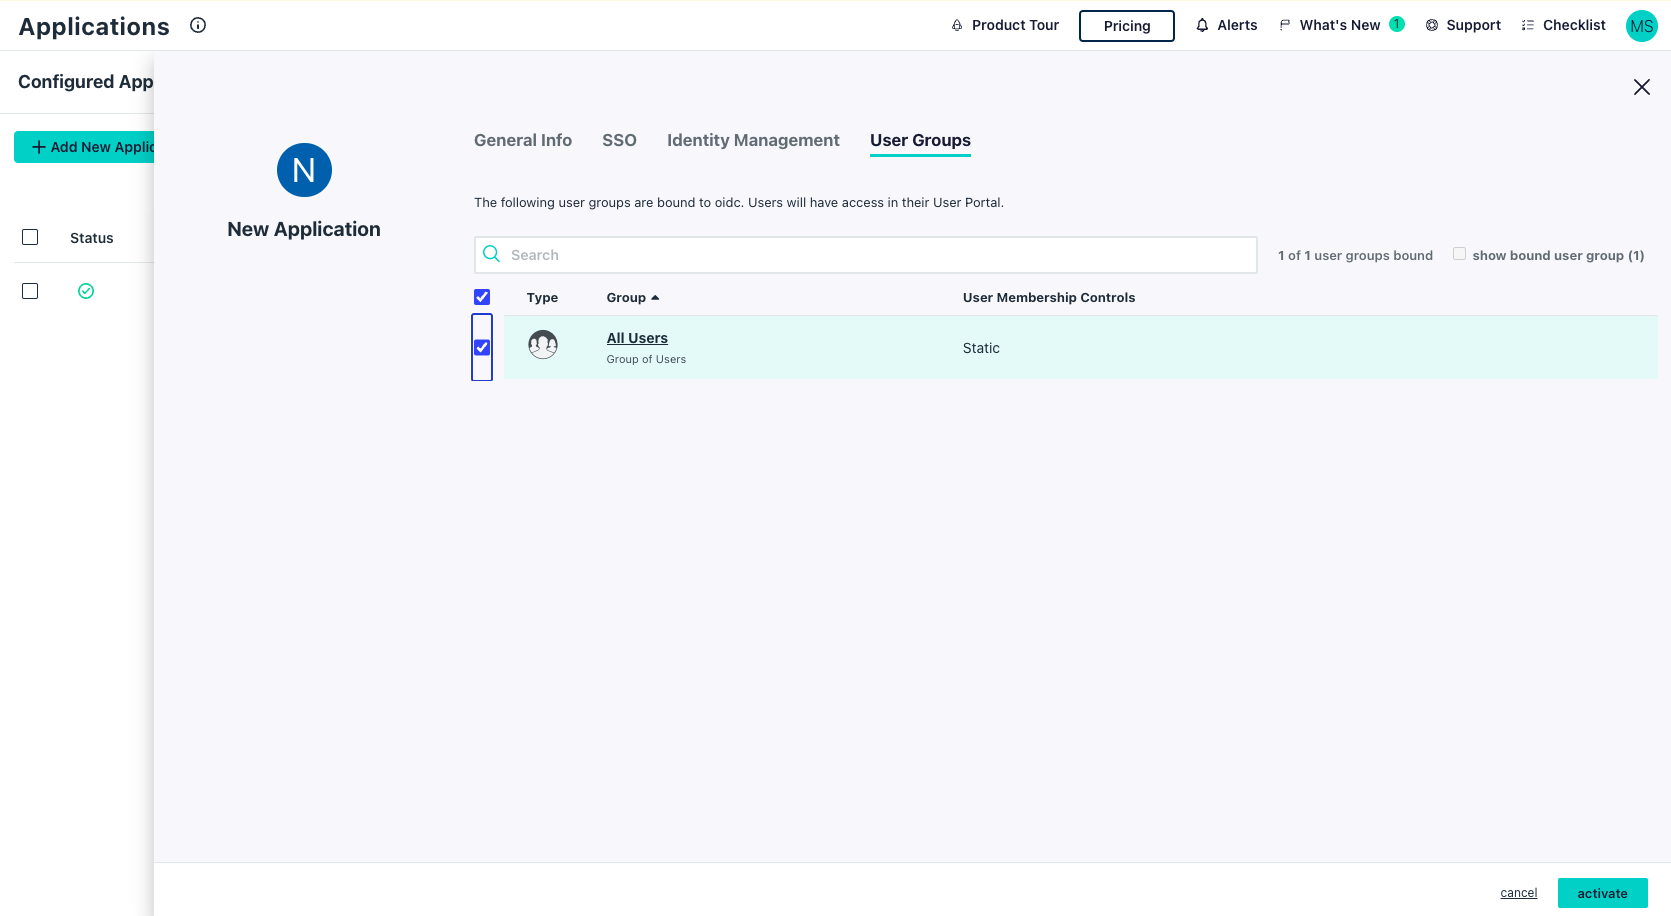 Applications
Product Tour
Pricing
Alerts
What's New 1
Support
Checklist
MS
Configured App
Add New Applic
Status
N
New Application
General Info
SSO
Identity Management
User Groups
The following user groups are bound to oidc. Users will have access in their User Portal.
Search
1 of 1 user groups bound
show bound user group (1)
Type
Group
User Membership Controls
All Users
Group of Users
Static
cancel
activate